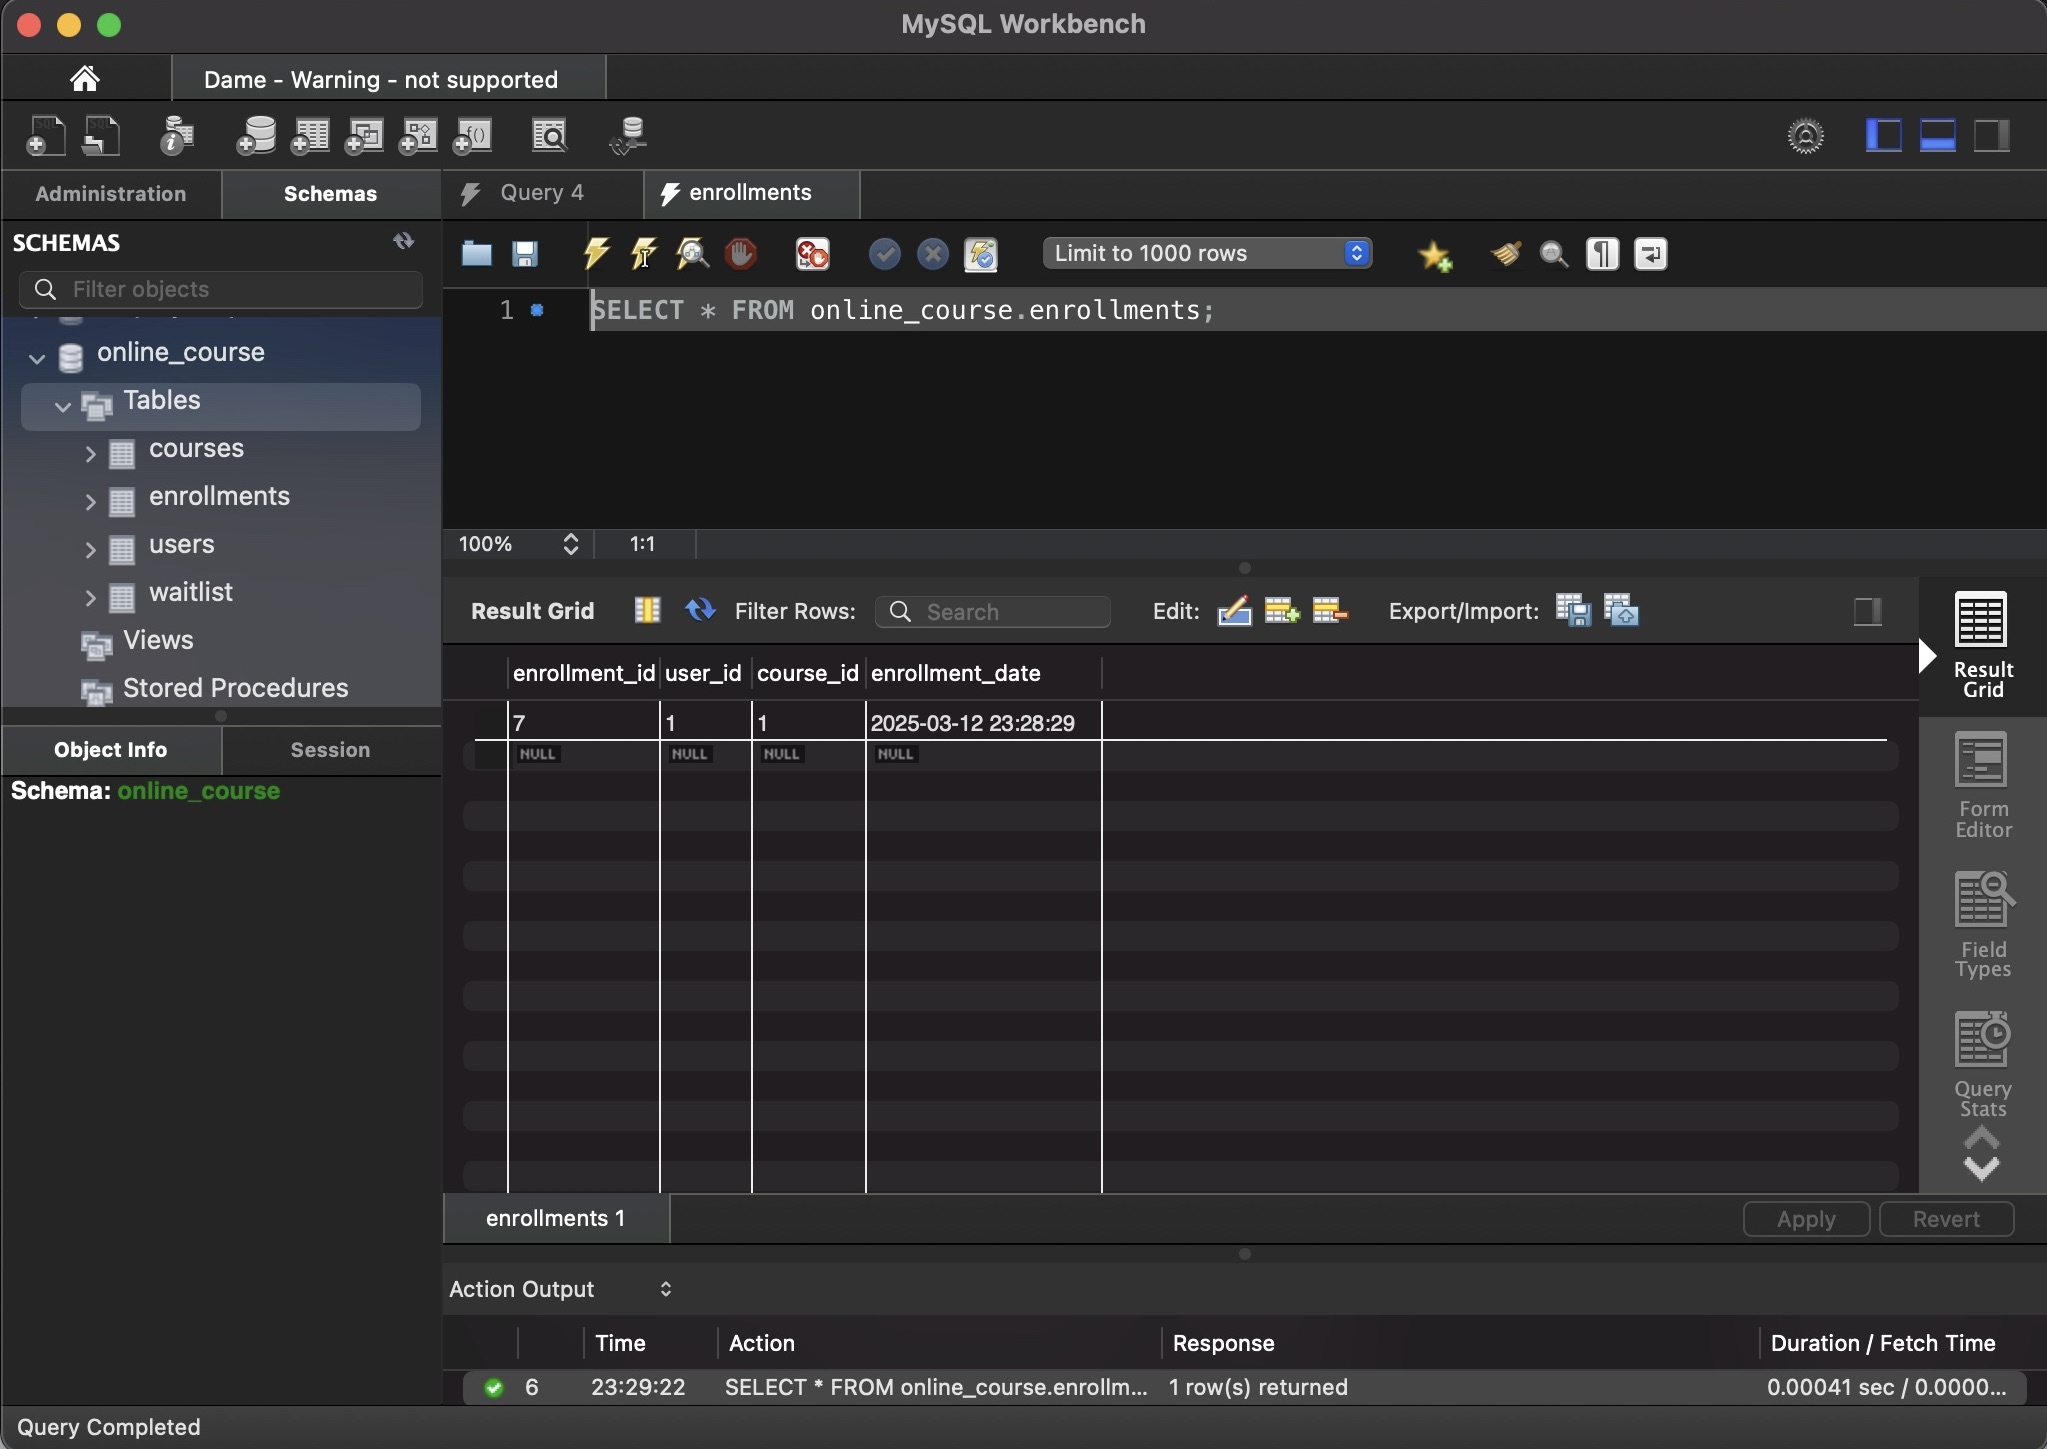 MySQL Workbench
Dame - Warning - not supported
Administration
Schemas
Query 4
enrollments
SCHEMAS
Filter objects
Limit to 1000 rows
1
SELECT * FROM online_course.enrollments;
online_course
Tables
courses
enrollments
users
waitlist
Views
Stored Procedures
100%
1:1
Result Grid
Filter Rows:
Search
Edit:
Export/Import:
enrollment_id user_id course_id enrollment_date
7 1 1 2025-03-12 23:28:29
NULL NULL NULL NULL
Result
Grid
Form
Editor
Field
Types
Query
Stats
Object Info
Session
Schema: online_course
enrollments 1
Apply
Revert
Action Output
Time Action Response Duration / Fetch Time
6 23:29:22 SELECT * FROM online_course.enrollm... 1 row(s) returned 0.00041 sec / 0.0000...
Query Completed